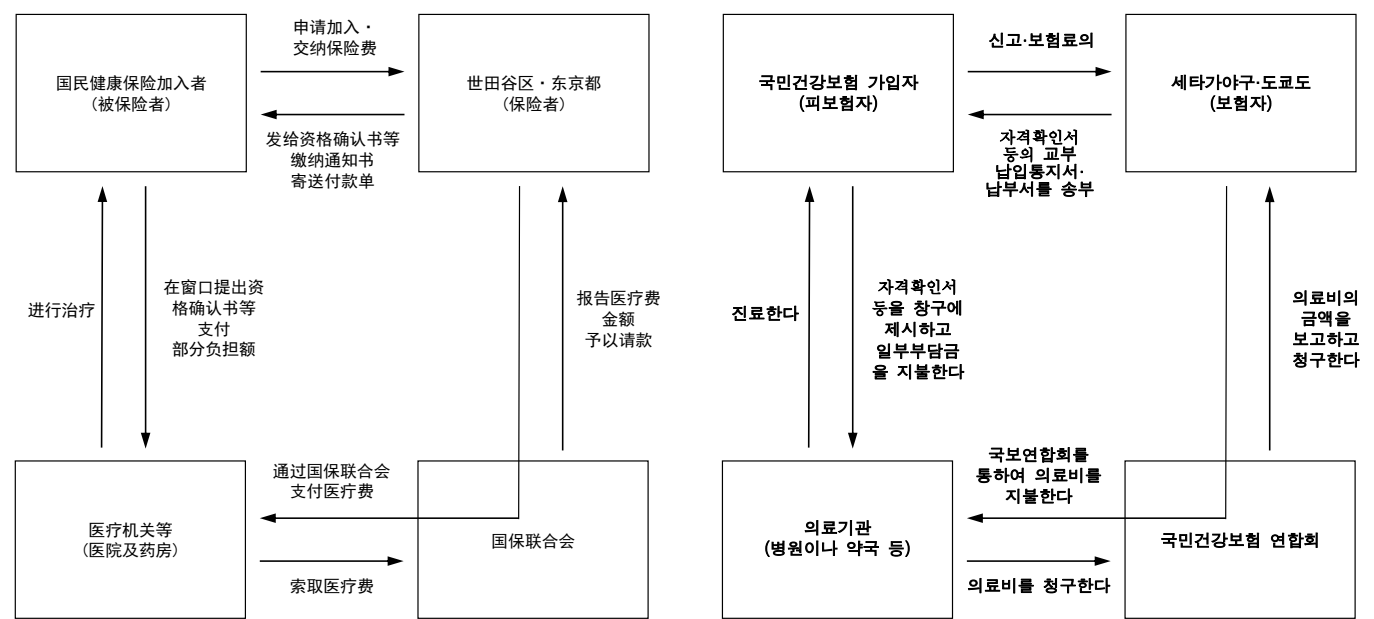 申请加入・
交纳保险费
国民健康保险加入者
（被保险者）
世田谷区・东京都
（保险者）
发给资格确认书等
缴纳通知书
寄送付款单
进行治疗
在窗口提出资
格确认书等
支付
部分负担额
报告医疗费
金额
予以请款
通过国保联合会
支付医疗费
医疗机关等
（医院及药房）
国保联合会
索取医疗费
신고·보험료의
국민건강보험 가입자
(피보험자)
세타가야구·도쿄도
(보험자)
자격확인서
등의 교부
납입통지서·
납부서를 송부
진료한다
자격확인서
등을 창구에
제시하고
일부부담금
을 지불한다
의료비의
금액을
보고하고
청구한다
국보연합회를
통하여 의료비를
지불한다
의료기관
(병원이나 약국 등)
국민건강보험 연합회
의료비를 청구한다